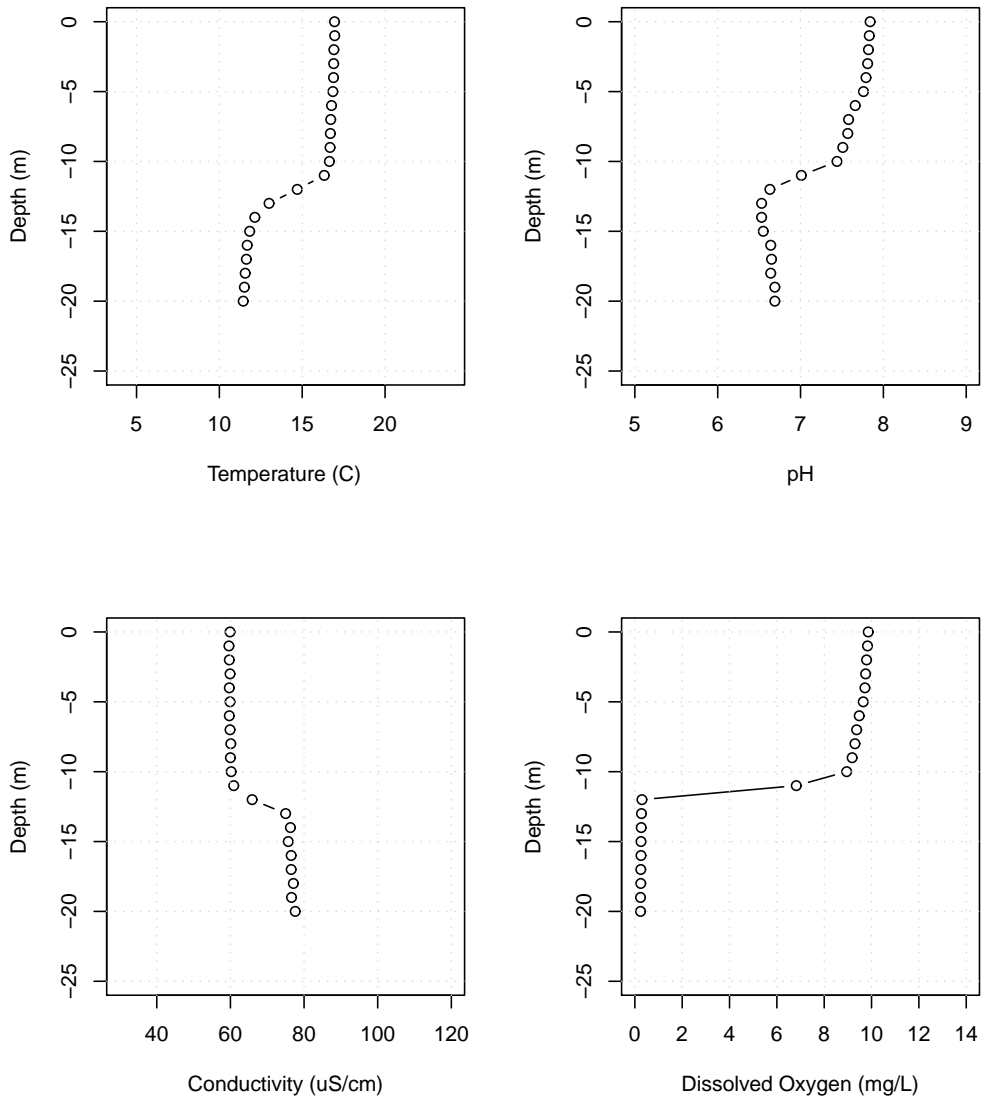 0
−5
−10
−15
−20
−25
Depth (m)
5 10 15 20
Temperature (C)
0
−5
−10
−15
−20
−25
Depth (m)
5 6 7 8 9
pH
0
−5
−10
−15
−20
−25
Depth (m)
40 60 80 100 120
Conductivity (uS/cm)
0
−5
−10
−15
−20
−25
Depth (m)
0 2 4 6 8 10 12 14
Dissolved Oxygen (mg/L)